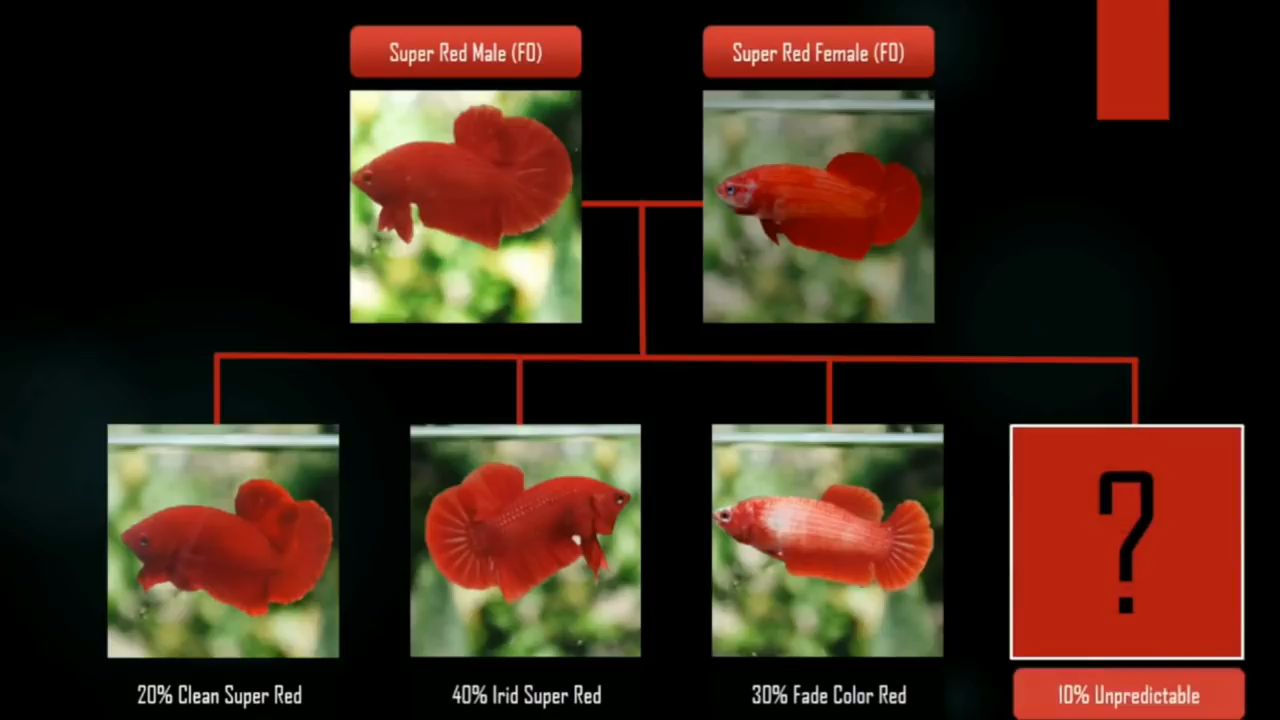 Super Red Male (F0)
Super Red Female (F0)
?
20% Clean Super Red
40% Irid Super Red
30% Fade Color Red
10% Unpredictable